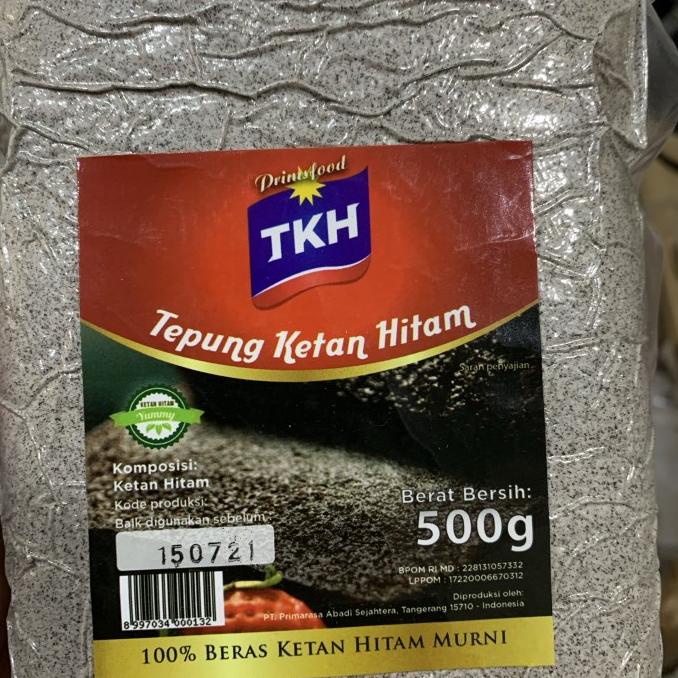 Drintsfood
TKH
Tepung Ketan Hitam
Saran penyajian
KETAN HITAM
Yummy
Komposisi:
Ketan Hitam
Kode produksi:
Baik digunakan sebelum :
150721
Berat Bersih:
500g
BPOM RI MD : 228131057332
LPPOM : 17220006670312
Diproduksi oleh:
PT. Primarasa Abadi Sejahtera, Tangerang 15710 - Indonesia
8 997034 000132
100% BERAS KETAN HITAM MURNI